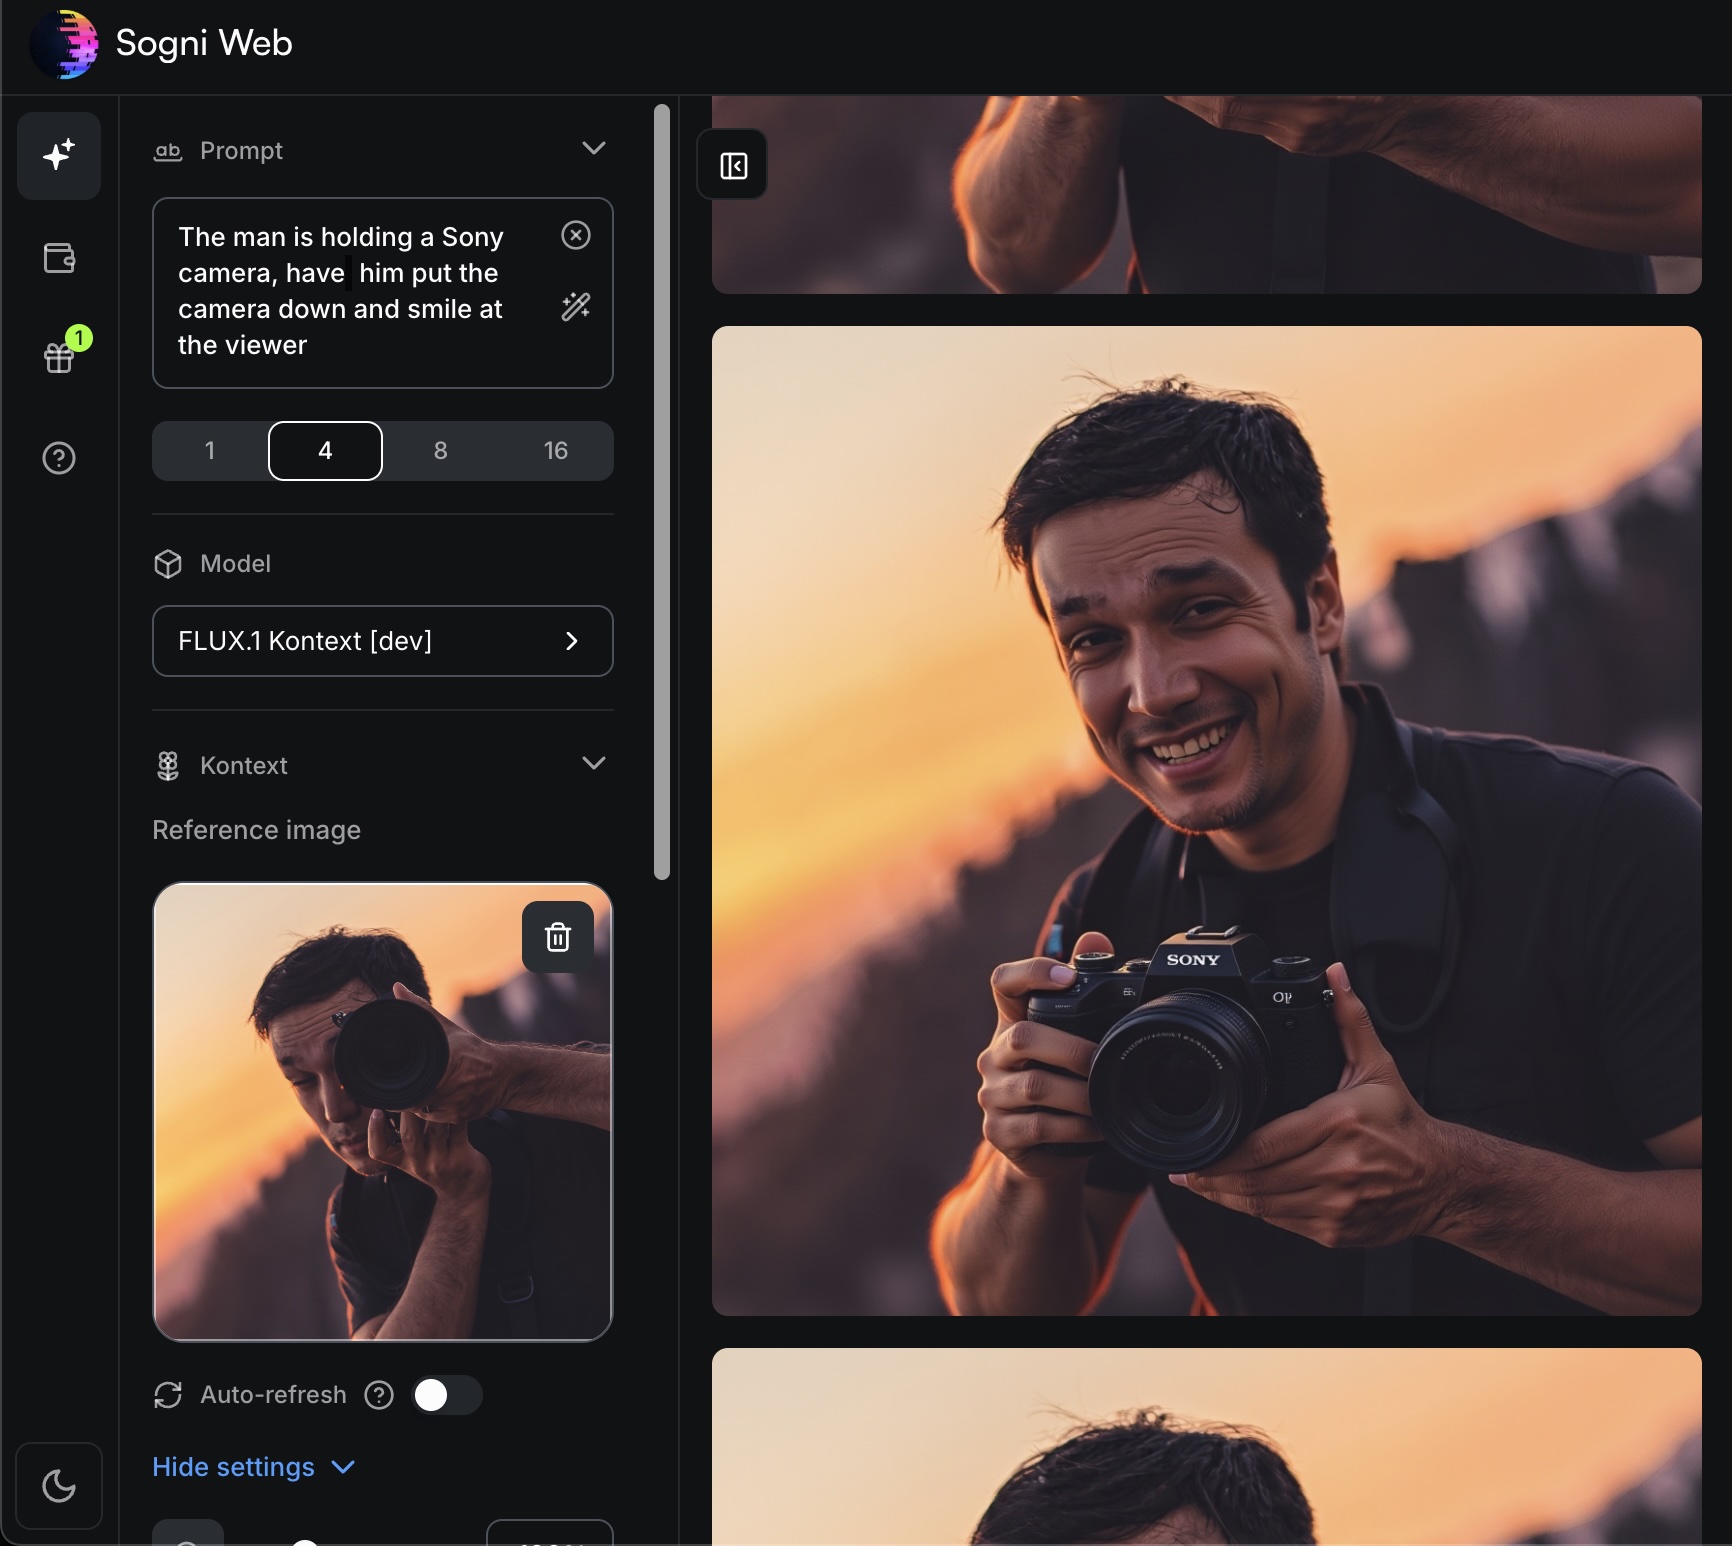 Sogni Web
Prompt
The man is holding a Sony
camera, have him put the
camera down and smile at
the viewer
1
4
8
16
1
Model
FLUX.1 Kontext [dev]
Kontext
Reference image
Auto-refresh
Hide settings
SONY